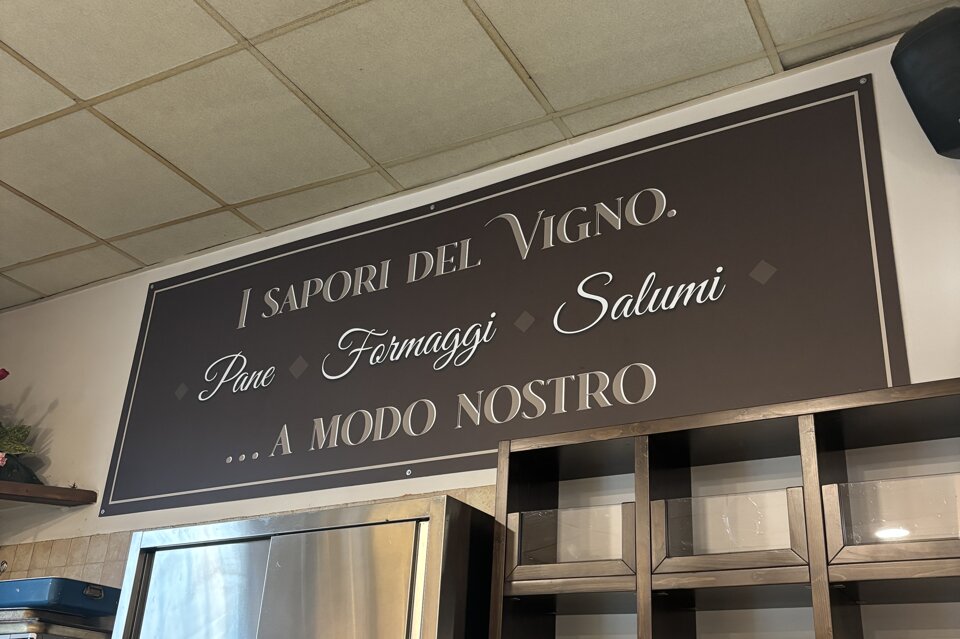 I SAPORI DEL VIGNO.
Pane Formaggi Salumi
...A MODO NOSTRO